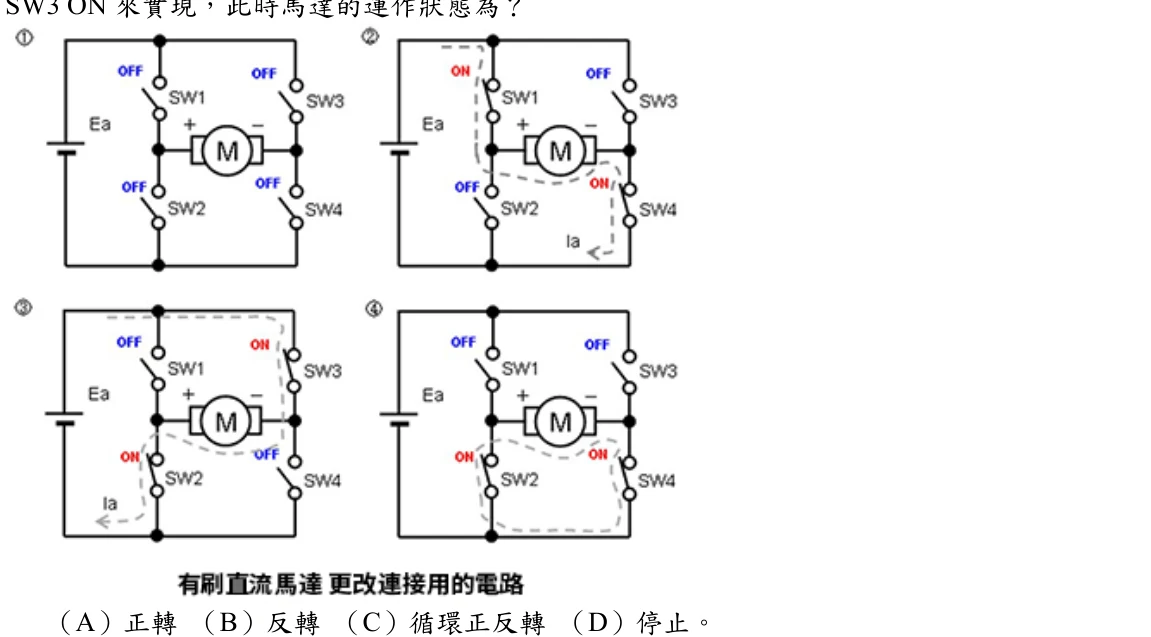 SW3 ON 來實現，此時馬達的運作狀態為？
① ②
OFF OFF ON OFF
SW1 SW3 SW1 SW3
Ea + − Ea + −
M M
OFF OFF OFF ON
SW2 SW4 SW2 SW4
Ia
③ ④
OFF ON OFF OFF
SW1 SW3 SW1 SW3
Ea + − Ea + −
M M
ON OFF ON ON
SW2 SW4 SW2 SW4
Ia
有刷直流馬達 更改連接用的電路
（A）正轉 （B）反轉 （C）循環正反轉 （D）停止。